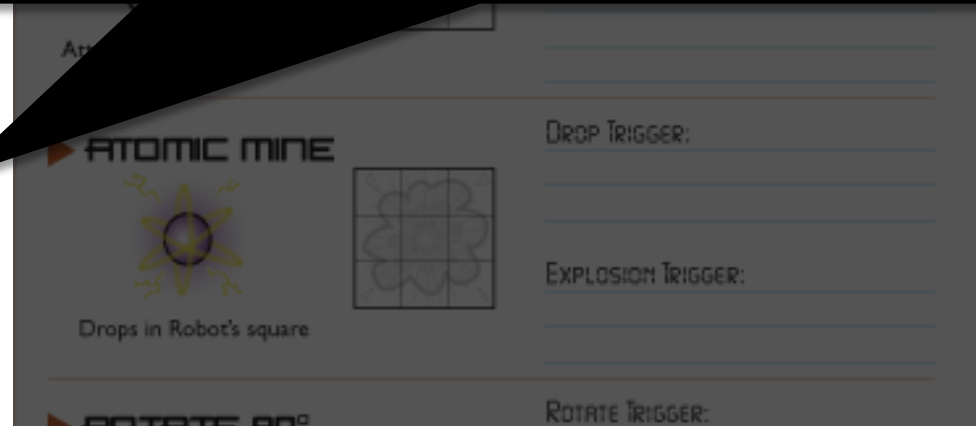 ATOMIC MINE
DROP TRIGGER:
Drops in Robot's square
EXPLOSION TRIGGER:
ROTATE TRIGGER: